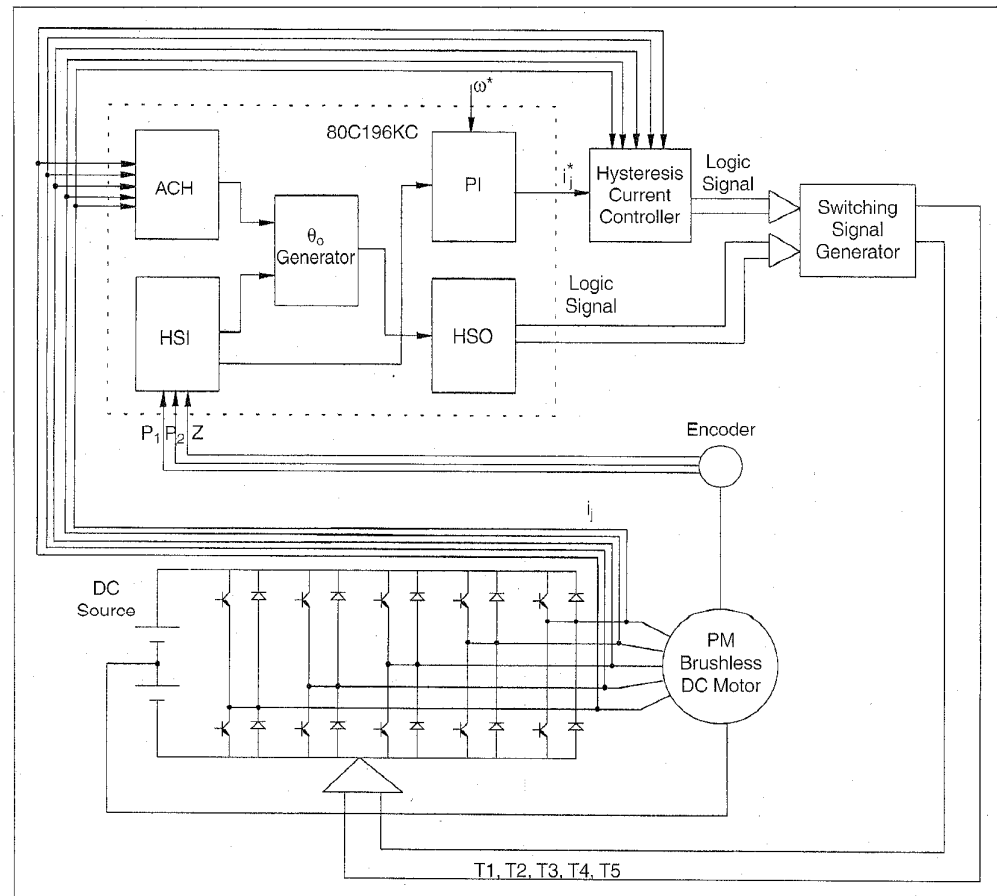 ω*
80C196KC
ACH
PI
i*j
Hysteresis
Current
Controller
Logic
Signal
Switching
Signal
Generator
θo
Generator
HSI
HSO
Logic
Signal
P1 P2 Z
Encoder
ij
DC
Source
PM
Brushless
DC Motor
T1, T2, T3, T4, T5